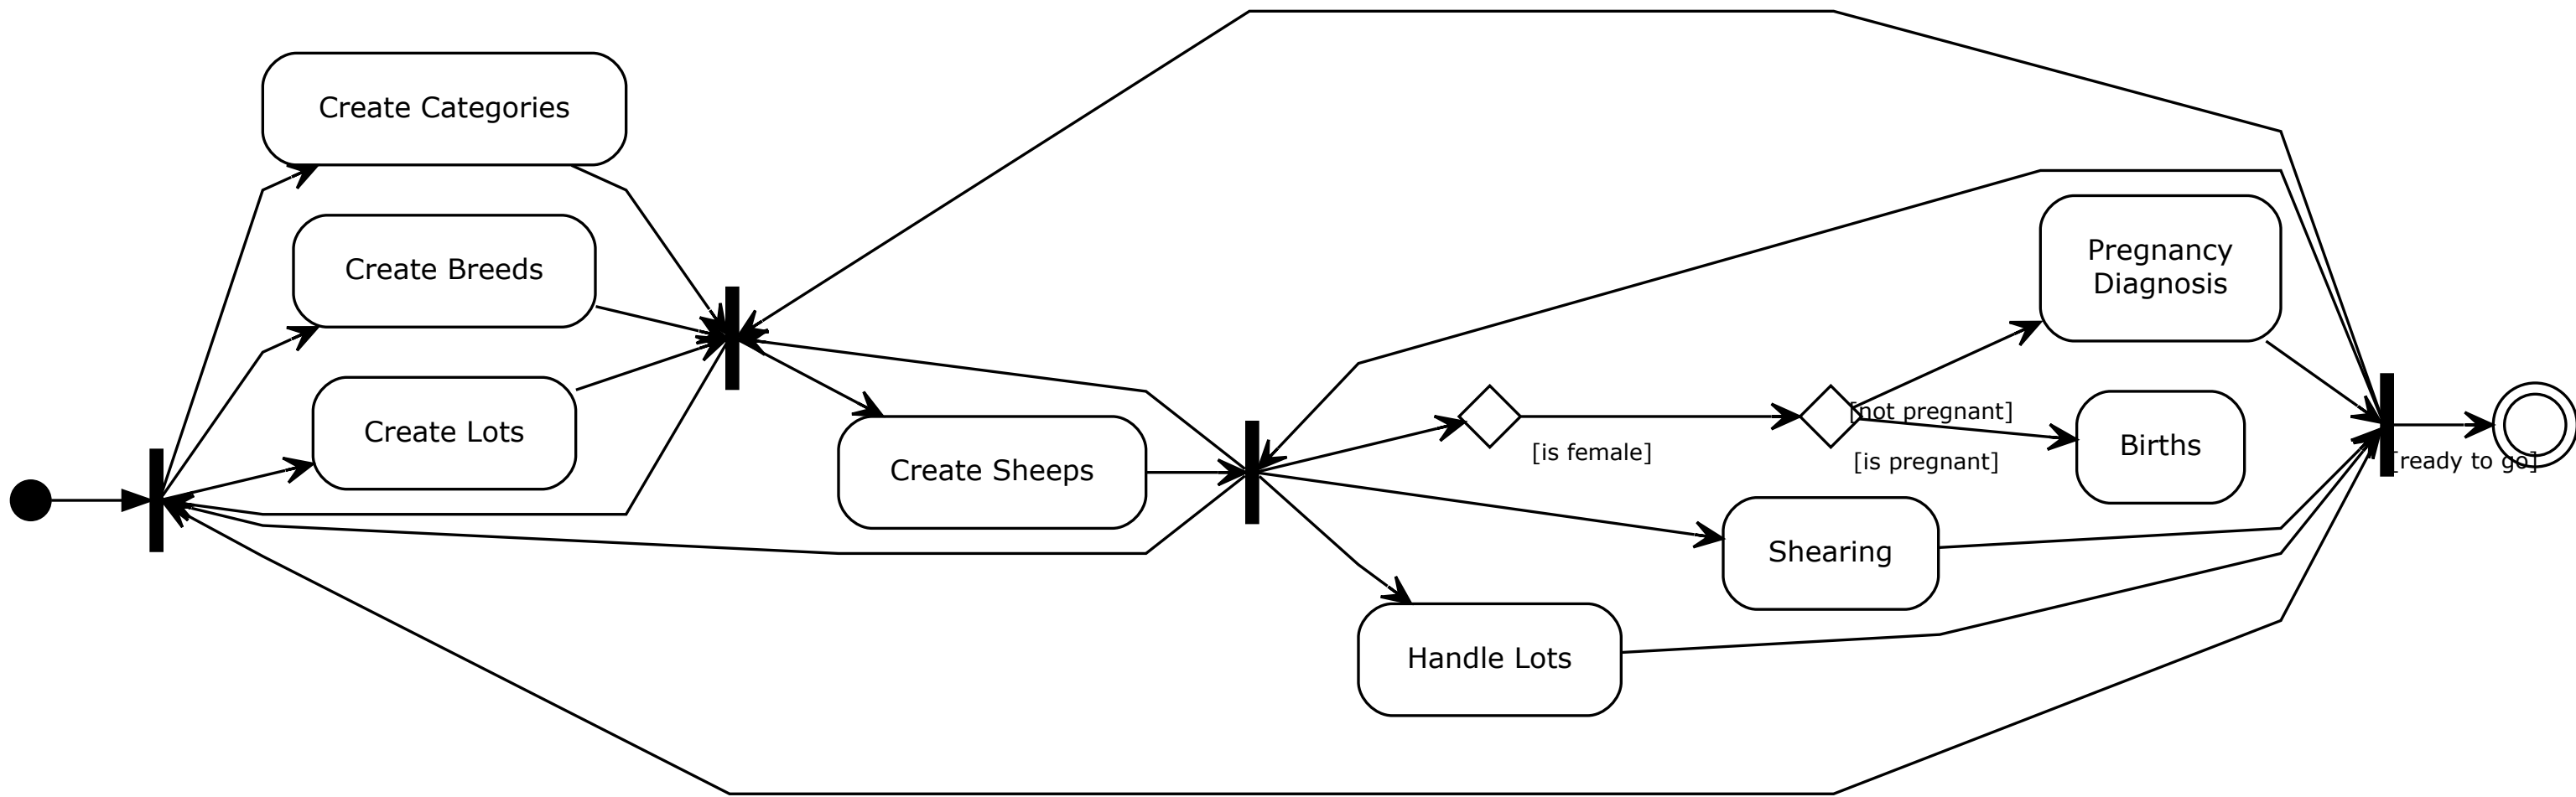 Create Categories
Create Breeds
Create Lots
Create Sheeps
Pregnancy
Diagnosis
[not pregnant]
[is female]
[is pregnant]
Births
[ready to go]
Shearing
Handle Lots